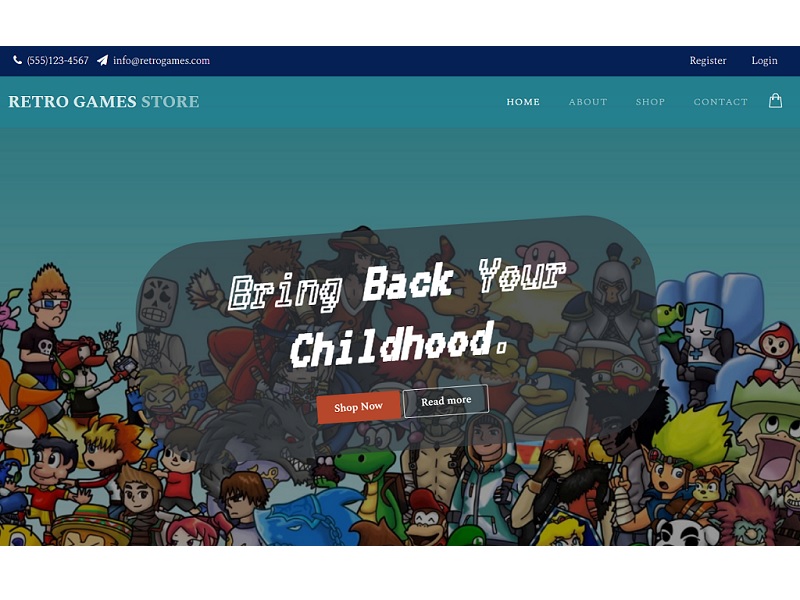 (555)123-4567 info@retrogames.com Register Login
RETRO GAMES STORE HOME ABOUT SHOP CONTACT
Bring Back Your
Childhood.
Shop Now Read more